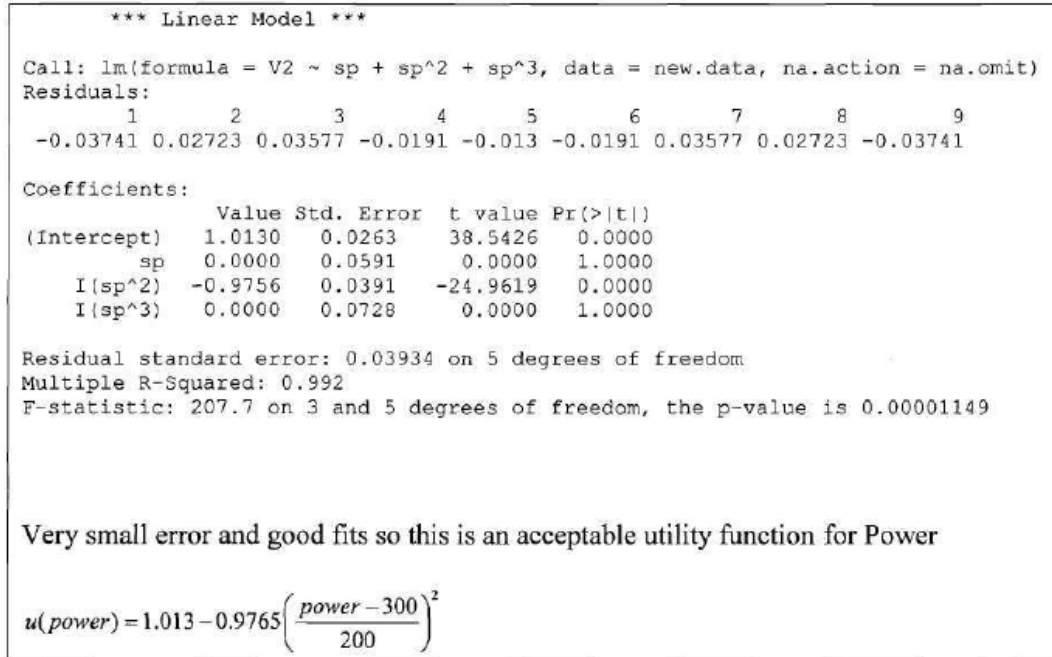 *** Linear Model ***
Call: lm(formula = V2 ~ sp + sp^2 + sp^3, data = new.data, na.action = na.omit)
Residuals:
1 2 3 4 5 6 7 8 9
-0.03741 0.02723 0.03577 -0.0191 -0.013 -0.0191 0.03577 0.02723 -0.03741
Coefficients:
Value Std. Error t value Pr(>|t|)
(Intercept) 1.0130 0.0263 38.5426 0.0000
sp 0.0000 0.0591 0.0000 1.0000
I(sp^2) -0.9756 0.0391 -24.9619 0.0000
I(sp^3) 0.0000 0.0728 0.0000 1.0000
Residual standard error: 0.03934 on 5 degrees of freedom
Multiple R-Squared: 0.992
F-statistic: 207.7 on 3 and 5 degrees of freedom, the p-value is 0.00001149
Very small error and good fits so this is an acceptable utility function for Power
u(power) = 1.013 - 0.9765((power - 300)/200)^2